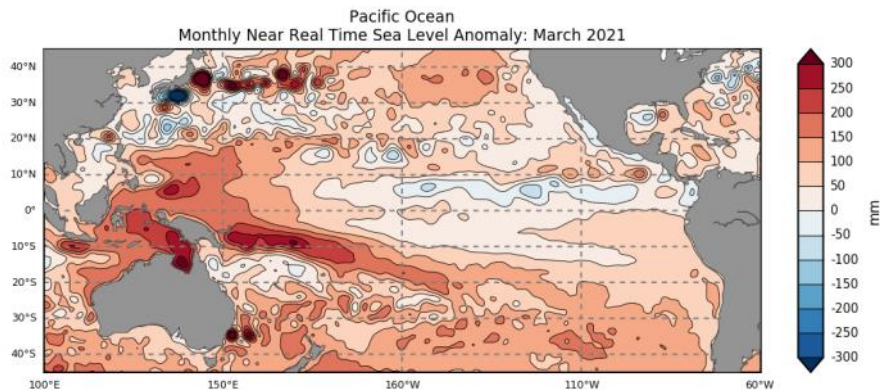 Pacific Ocean
Monthly Near Real Time Sea Level Anomaly: March 2021
40°N
30°N
20°N
10°N
0°
10°S
20°S
30°S
40°S
100°E
150°E
160°W
110°W
60°W
300
250
200
150
100
50
0
-50
-100
-150
-200
-250
-300
mm